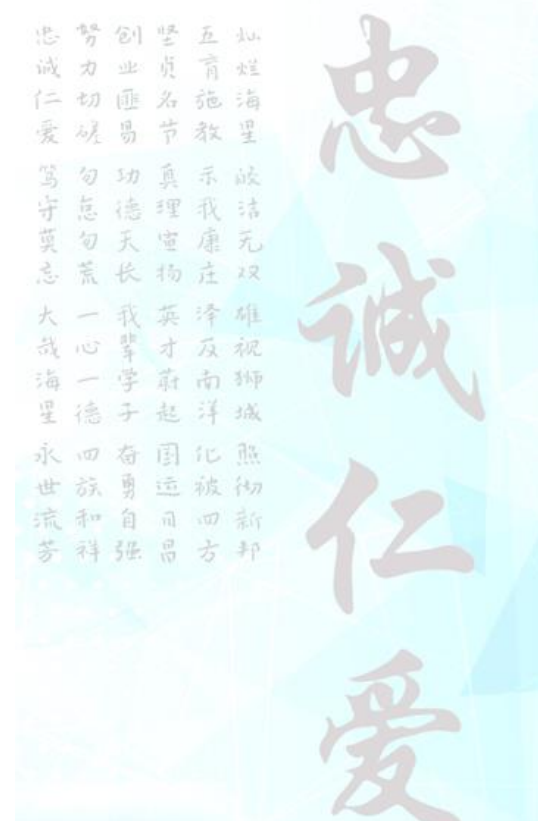 忠诚仁爱
灿烂海星 皎洁无双 雄视狮城 照彻新邦
五育施教 示我康庄 泽及南洋 化被四方
坚贞名节 真理宣扬 英才蔚起 国运日昌
创业匪易 功德天长 我辈学子 奋勇自强
努力切磋 勿怠勿荒 一心一德 四族和祥
忠诚仁爱 笃守莫忘 大哉海星 永世流芳